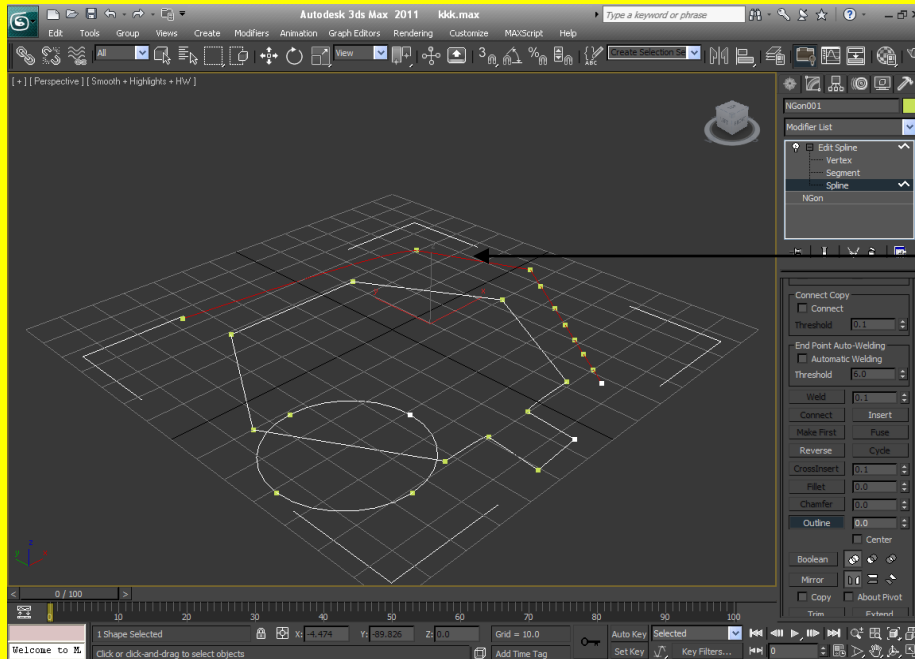 Autodesk 3ds Max 2011 kkk.max
Type a keyword or phrase
Edit Tools Group Views Create Modifiers Animation Graph Editors Rendering Customize MAXScript Help
All View Create Selection Se
[ + ] [ Perspective ] [ Smooth + Highlights + HW ]
NGon001
Modifier List
Edit Spline
Vertex
Segment
Spline
NGon
Connect Copy
Connect
Threshold 0.1
End Point Auto-Welding
Automatic Welding
Threshold 6.0
Weld 0.1
Connect Insert
Make First Fuse
Reverse Cycle
CrossInsert 0.1
Fillet 0.0
Chamfer 0.0
Outline 0.0
Center
Boolean
Mirror
Copy About Pivot
Trim Extend
z
x
< 0 / 100 >
0 10 20 30 40 50 60 70 80 90 100
1 Shape Selected X: -4.474 Y: -89.826 Z: 0.0 Grid = 10.0 Auto Key Selected
Welcome to M Click or click-and-drag to select objects Add Time Tag Set Key Key Filters... 0